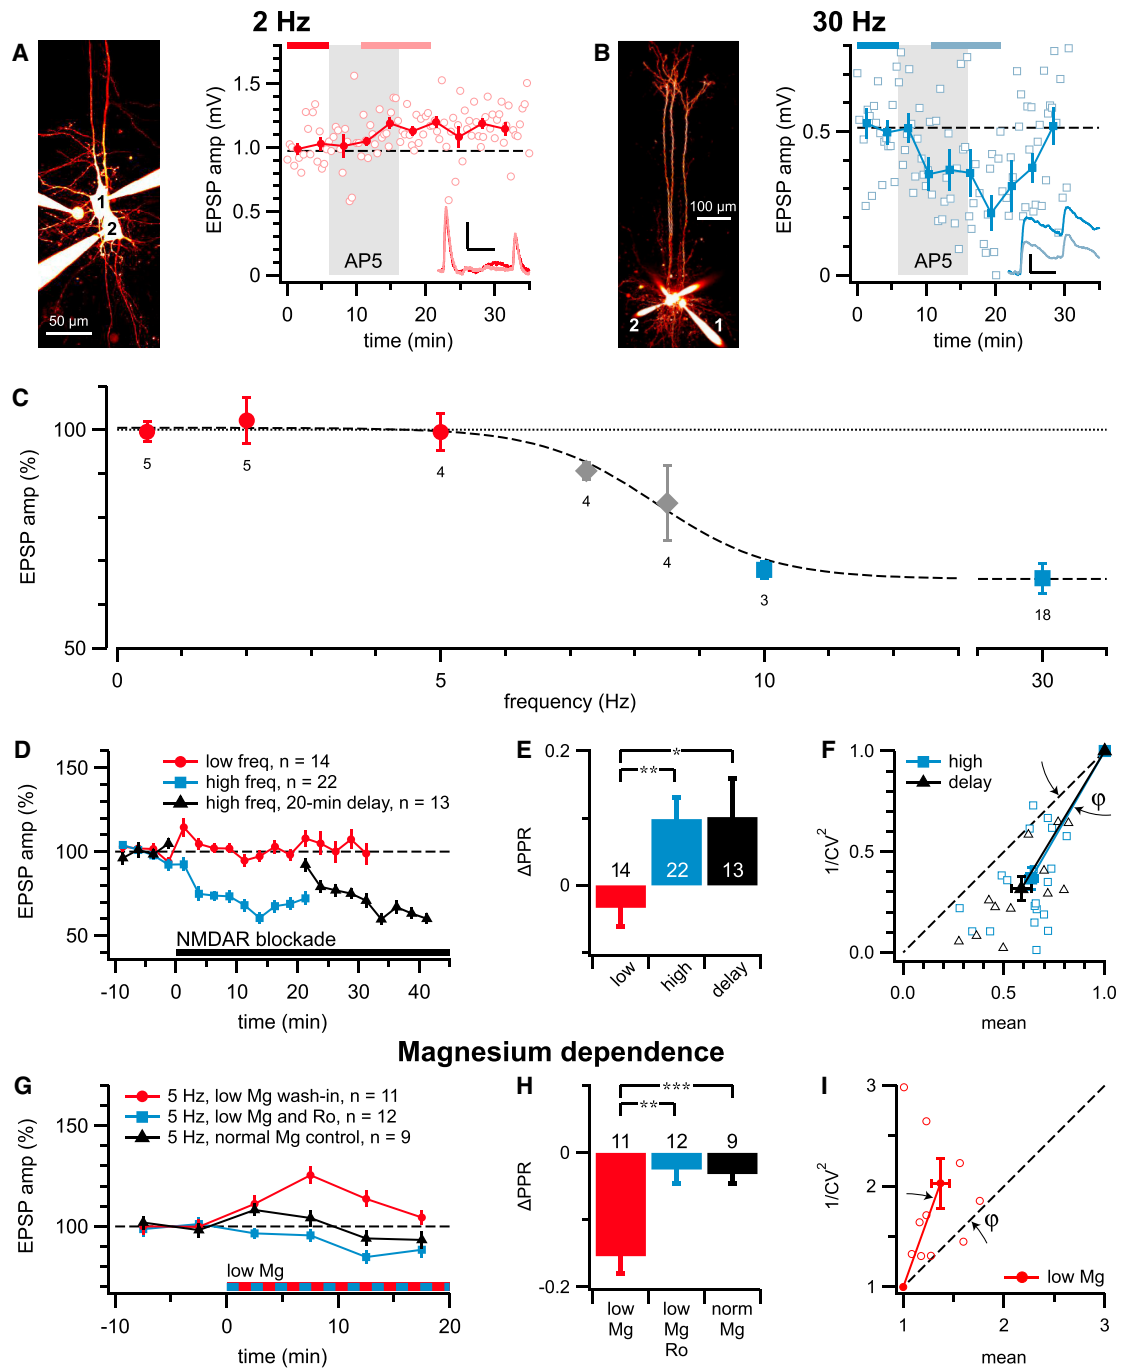 2 Hz
30 Hz
A
1
2
50 µm
EPSP amp (mV)
1.5
1.0
0.5
0
AP5
0
10
20
30
time (min)
B
100 µm
2
1
EPSP amp (mV)
0.5
0
AP5
0
10
20
30
time (min)
C
EPSP amp (%)
100
50
5
5
4
4
4
3
18
0
5
10
30
frequency (Hz)
D
EPSP amp (%)
150
100
50
low freq, n = 14
high freq, n = 22
high freq, 20-min delay, n = 13
NMDAR blockade
-10
0
10
20
30
40
time (min)
E
ΔPPR
0.2
0
*
**
14
22
13
low
high
delay
F
1/CV²
1.0
0.5
0.0
high
delay
φ
0.0
0.5
1.0
mean
Magnesium dependence
G
EPSP amp (%)
150
100
5 Hz, low Mg wash-in, n = 11
5 Hz, low Mg and Ro, n = 12
5 Hz, normal Mg control, n = 9
low Mg
-10
0
10
20
time (min)
H
ΔPPR
0
-0.2
***
**
11
12
9
low Mg
low Mg Ro
norm Mg
I
1/CV²
3
2
1
φ
low Mg
1
2
3
mean